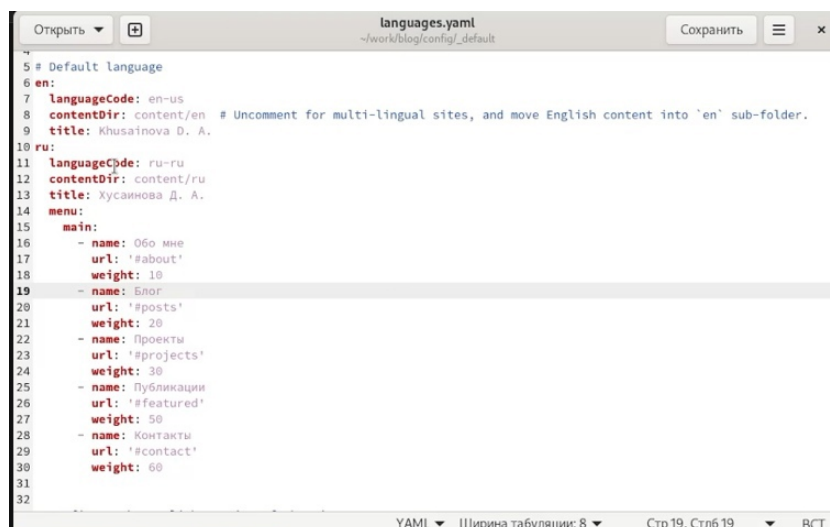 Открыть
languages.yaml
~/work/blog/config/_default
Сохранить
4
5 # Default language
6 en:
7   languageCode: en-us
8   contentDir: content/en  # Uncomment for multi-lingual sites, and move English content into `en` sub-folder.
9   title: Khusainova D. A.
10 ru:
11   languageCode: ru-ru
12   contentDir: content/ru
13   title: Хусаинова Д. А.
14   menu:
15     main:
16       - name: Обо мне
17         url: '#about'
18         weight: 10
19       - name: Блог
20         url: '#posts'
21         weight: 20
22       - name: Проекты
23         url: '#projects'
24         weight: 30
25       - name: Публикации
26         url: '#featured'
27         weight: 50
28       - name: Контакты
29         url: '#contact'
30         weight: 60
31
32
YAML Ширина табуляции: 8 Стр 19, Стлб 19 ВСТ